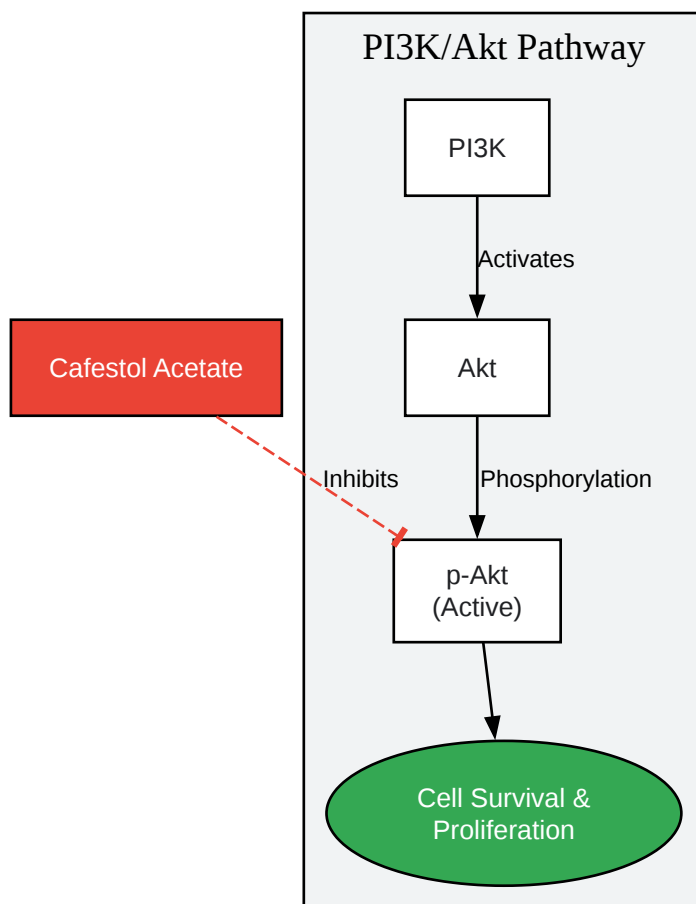 PI3K/Akt Pathway
PI3K
Activates
Cafestol Acetate
Akt
Inhibits
Phosphorylation
p-Akt
(Active)
Cell Survival &
Proliferation